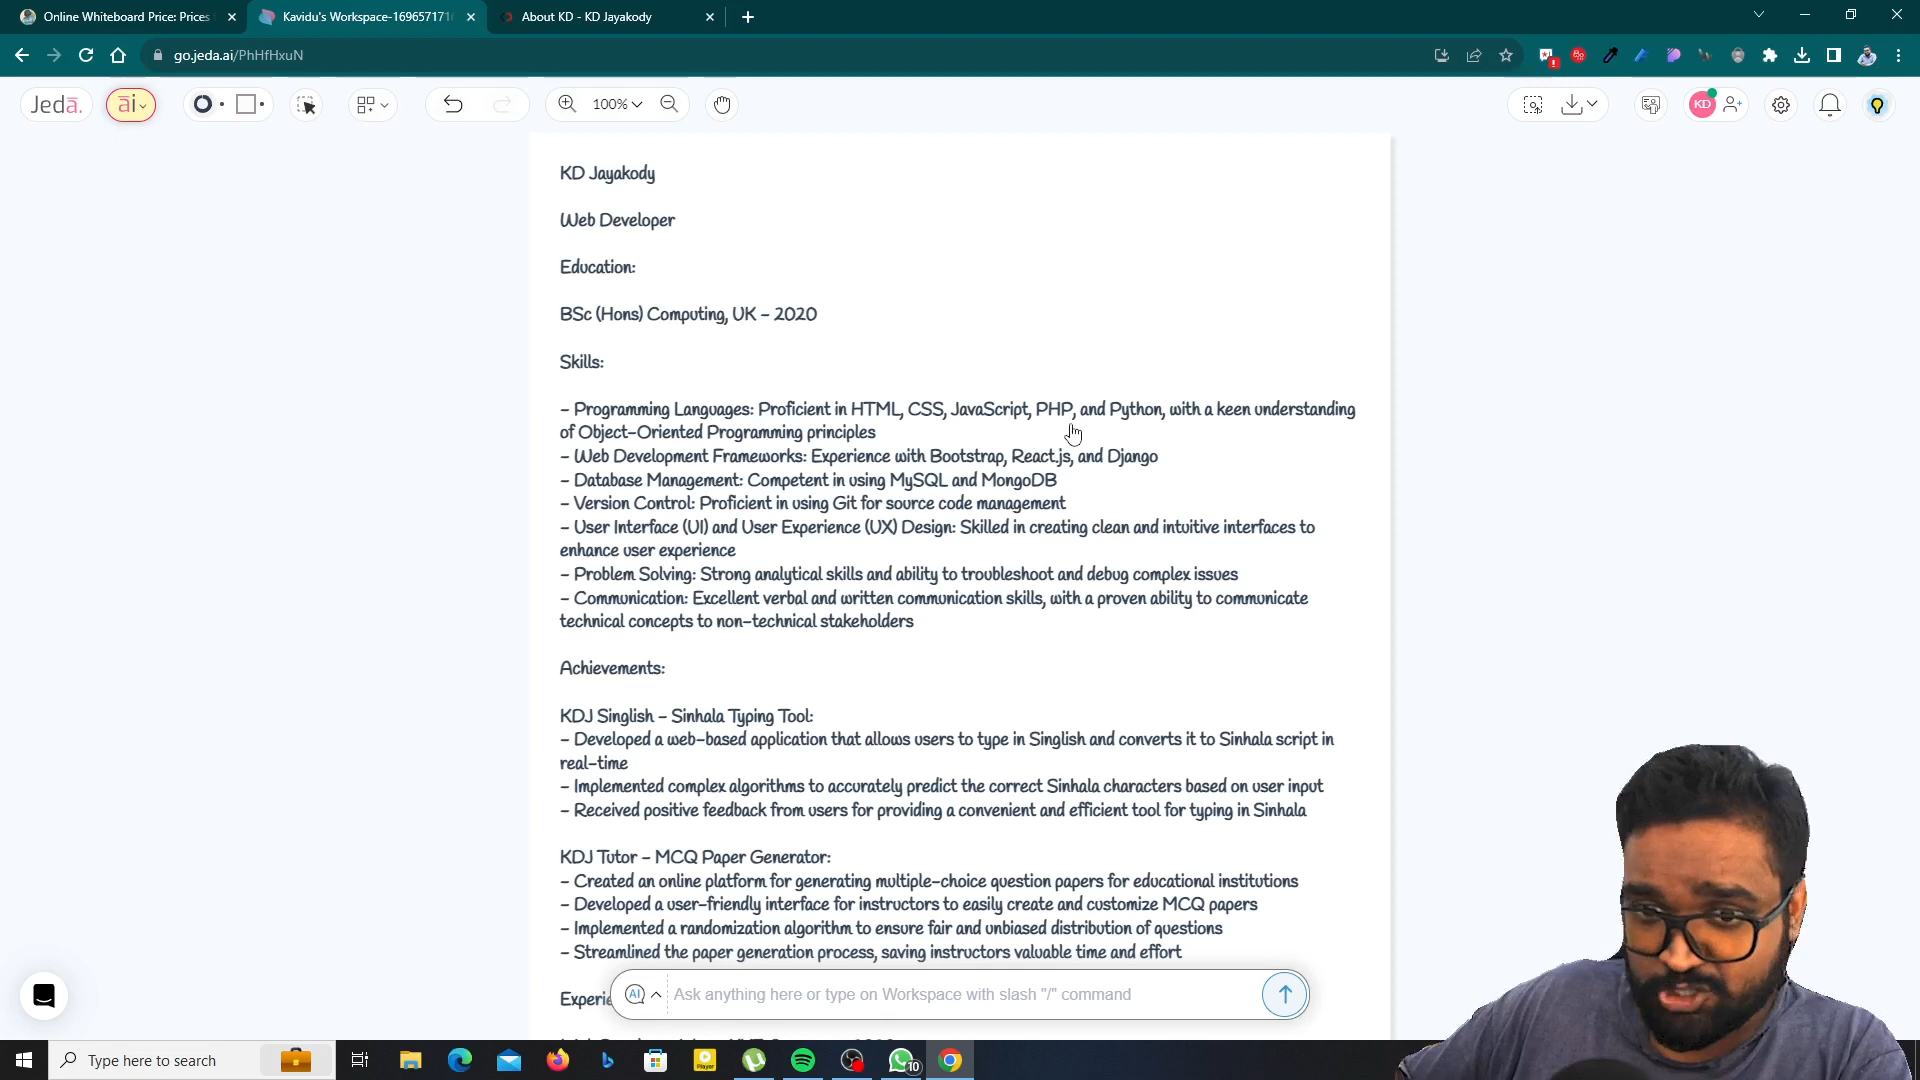 Online Whiteboard Price: Prices
Kavidu's Workspace-169657171
About KD - KD Jayakody
go.jeda.ai/PhHfHxuN
Jedā.
āi
100%
KD
KD Jayakody
Web Developer
Education:
BSc (Hons) Computing, UK - 2020
Skills:
- Programming Languages: Proficient in HTML, CSS, JavaScript, PHP, and Python, with a keen understanding
of Object-Oriented Programming principles
- Web Development Frameworks: Experience with Bootstrap, React.js, and Django
- Database Management: Competent in using MySQL and MongoDB
- Version Control: Proficient in using Git for source code management
- User Interface (UI) and User Experience (UX) Design: Skilled in creating clean and intuitive interfaces to
enhance user experience
- Problem Solving: Strong analytical skills and ability to troubleshoot and debug complex issues
- Communication: Excellent verbal and written communication skills, with a proven ability to communicate
technical concepts to non-technical stakeholders
Achievements:
KDJ Singlish - Sinhala Typing Tool:
- Developed a web-based application that allows users to type in Singlish and converts it to Sinhala script in
real-time
- Implemented complex algorithms to accurately predict the correct Sinhala characters based on user input
- Received positive feedback from users for providing a convenient and efficient tool for typing in Sinhala
KDJ Tutor - MCQ Paper Generator:
- Created an online platform for generating multiple-choice question papers for educational institutions
- Developed a user-friendly interface for instructors to easily create and customize MCQ papers
- Implemented a randomization algorithm to ensure fair and unbiased distribution of questions
- Streamlined the paper generation process, saving instructors valuable time and effort
Experie
AI
Ask anything here or type on Workspace with slash "/" command
Type here to search
Player
10